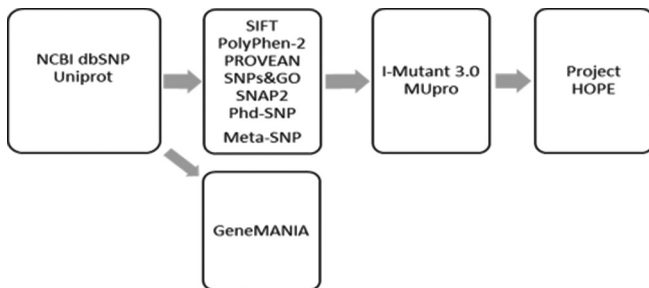 NCBI dbSNP
Uniprot
SIFT
PolyPhen-2
PROVEAN
SNPs&GO
SNAP2
Phd-SNP
Meta-SNP
I-Mutant 3.0
MUpro
Project
HOPE
GeneMANIA